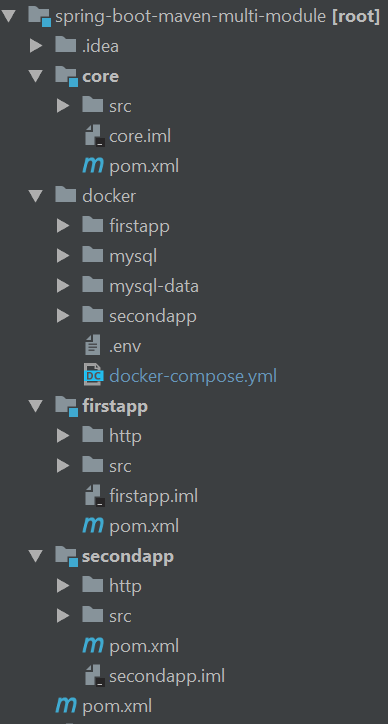 spring-boot-maven-multi-module [root]
.idea
core
src
core.iml
pom.xml
docker
firstapp
mysql
mysql-data
secondapp
.env
DC docker-compose.yml
firstapp
http
src
firstapp.iml
pom.xml
secondapp
http
src
pom.xml
secondapp.iml
pom.xml